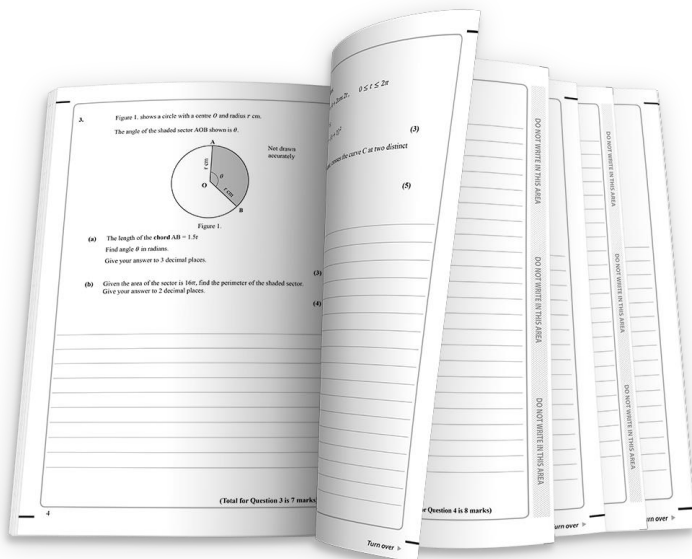 3.
Figure 1. shows a circle with a centre O and radius r cm.
The angle of the shaded sector AOB shown is θ.
A
Not drawn
accurately
r cm
θ
O
r cm
B
Figure 1.
(a) The length of the chord AB = 1.5r
Find angle θ in radians.
Give your answer to 3 decimal places.
(3)
(b) Given the area of the sector is 16π, find the perimeter of the shaded sector.
Give your answer to 2 decimal places.
(4)
(Total for Question 3 is 7 marks
4
0 ≤ t ≤ 2π
(3)
the curve C at two distinct
(5)
Turn over
DO NOT WRITE IN THIS AREA
DO NOT WRITE IN THIS AREA
DO NOT WRITE IN THIS AREA
Question 4 is 8 marks)
DO NOT WRITE IN THIS AREA
DO NOT WRITE IN THIS AREA
DO NOT WRITE IN THIS AREA
over
over